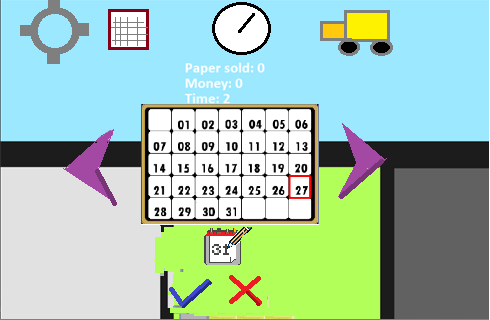 Paper sold: 0
Money: 0
Time: 2
01 02 03 04 05 06
07 08 09 10 11 12 13
14 15 16 17 18 19 20
21 22 23 24 25 26 27
28 29 30 31
31